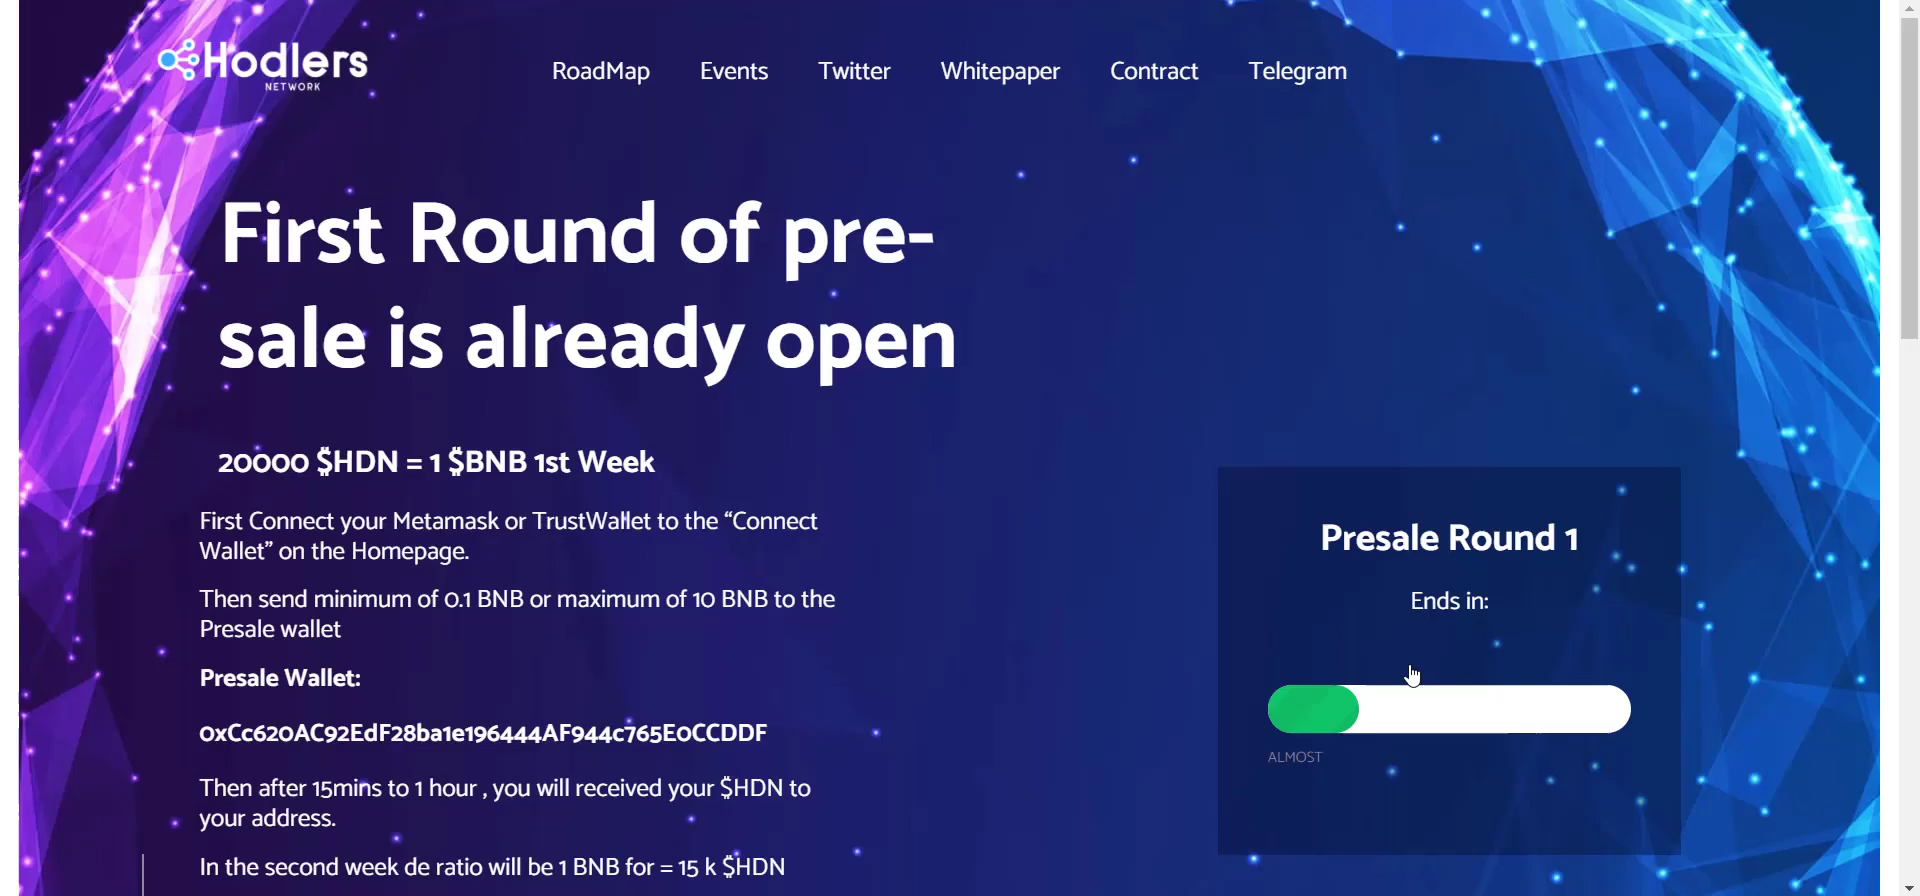 Hodlers
NETWORK
RoadMap Events Twitter Whitepaper Contract Telegram
First Round of pre-
sale is already open
20000 $HDN = 1 $BNB 1st Week
First Connect your Metamask or TrustWallet to the “Connect
Wallet” on the Homepage.
Then send minimum of 0.1 BNB or maximum of 10 BNB to the
Presale wallet
Presale Wallet:
0xCc620AC92EdF28ba1e196444AF944c765E0CCDDF
Then after 15mins to 1 hour , you will received your $HDN to
your address.
In the second week de ratio will be 1 BNB for = 15 k $HDN
Presale Round 1
Ends in:
ALMOST